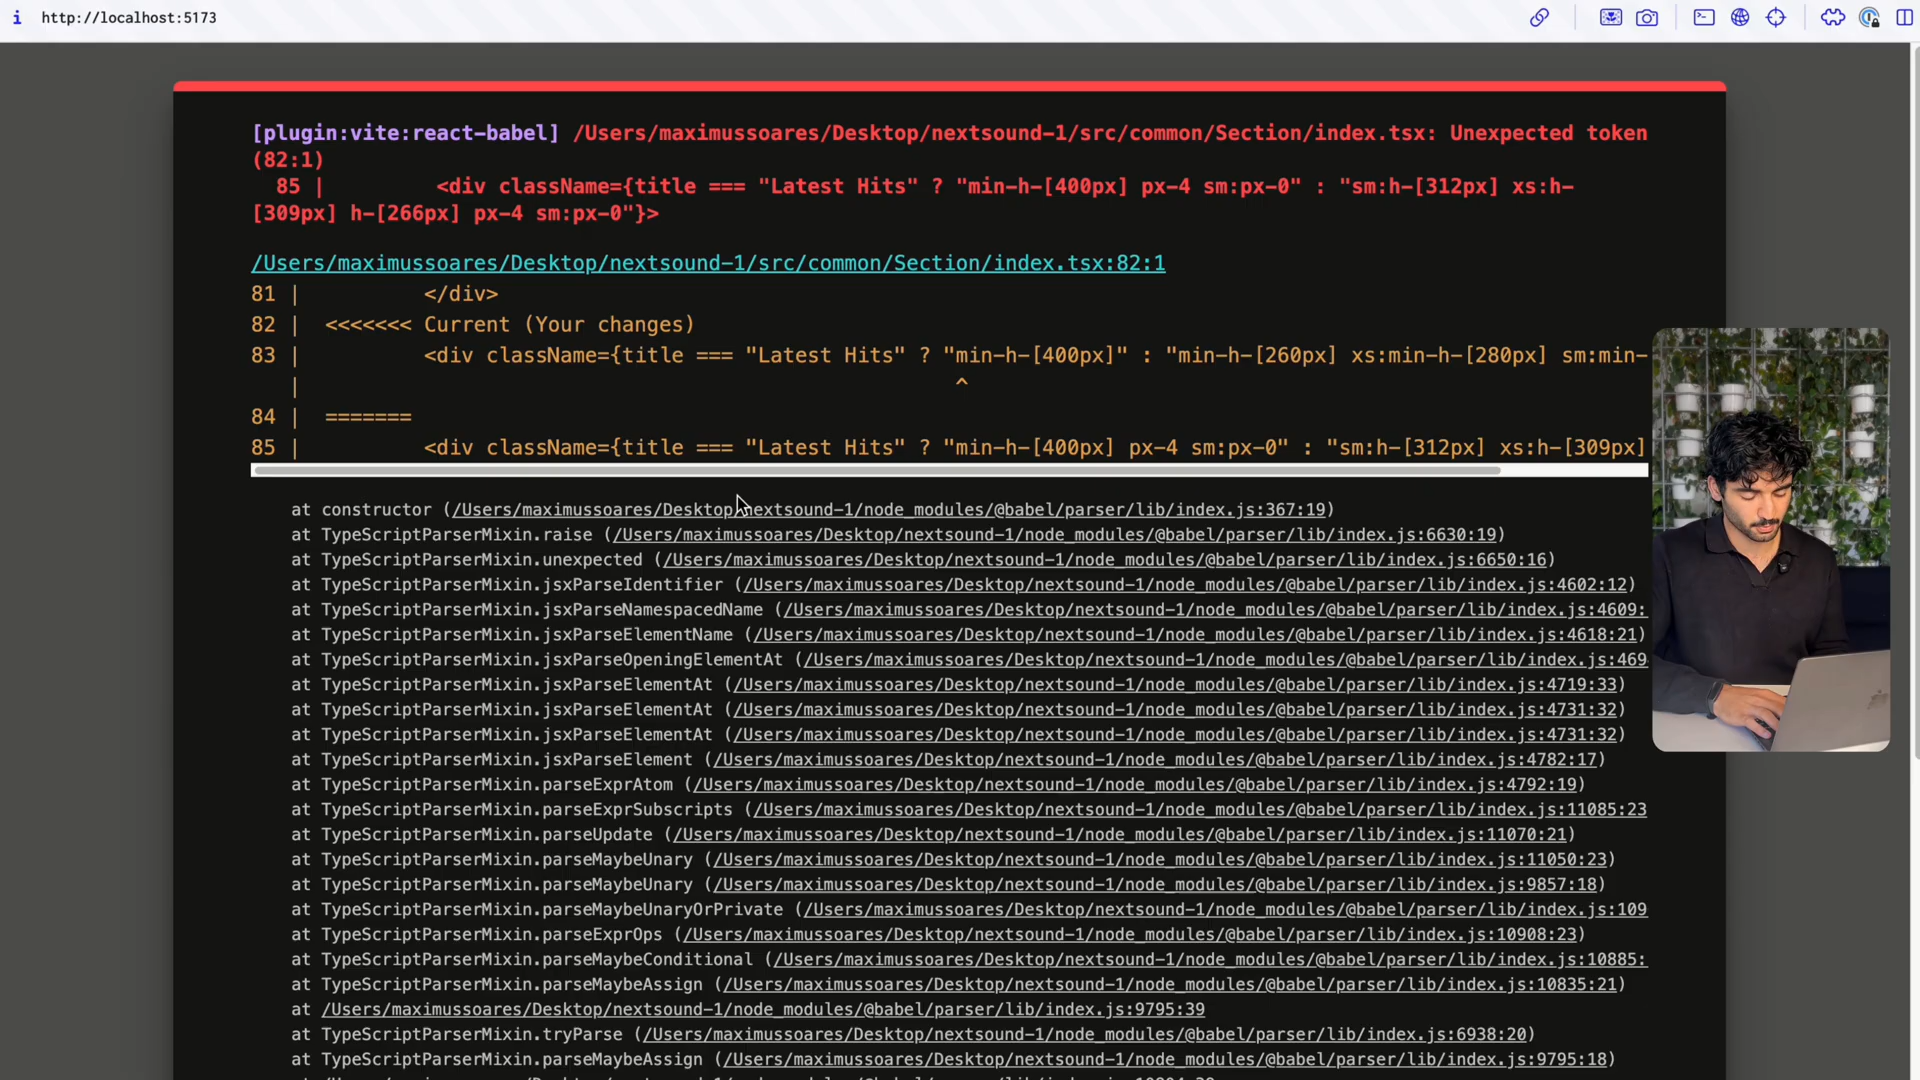 http://localhost:5173
[plugin:vite:react-babel] /Users/maximussoares/Desktop/nextsound-1/src/common/Section/index.tsx: Unexpected token
(82:1)
85 |         <div className={title === "Latest Hits" ? "min-h-[400px] px-4 sm:px-0" : "sm:h-[312px] xs:h-
[309px] h-[266px] px-4 sm:px-0"}>
/Users/maximussoares/Desktop/nextsound-1/src/common/Section/index.tsx:82:1
81 |          </div>
82 |  <<<<<<< Current (Your changes)
83 |          <div className={title === "Latest Hits" ? "min-h-[400px]" : "min-h-[260px] xs:min-h-[280px] sm:min-
|                                                   ^
84 |  =======
85 |          <div className={title === "Latest Hits" ? "min-h-[400px] px-4 sm:px-0" : "sm:h-[312px] xs:h-[309px]
at constructor (/Users/maximussoares/Desktop/nextsound-1/node_modules/@babel/parser/lib/index.js:367:19)
at TypeScriptParserMixin.raise (/Users/maximussoares/Desktop/nextsound-1/node_modules/@babel/parser/lib/index.js:6630:19)
at TypeScriptParserMixin.unexpected (/Users/maximussoares/Desktop/nextsound-1/node_modules/@babel/parser/lib/index.js:6650:16)
at TypeScriptParserMixin.jsxParseIdentifier (/Users/maximussoares/Desktop/nextsound-1/node_modules/@babel/parser/lib/index.js:4602:12)
at TypeScriptParserMixin.jsxParseNamespacedName (/Users/maximussoares/Desktop/nextsound-1/node_modules/@babel/parser/lib/index.js:4609:
at TypeScriptParserMixin.jsxParseElementName (/Users/maximussoares/Desktop/nextsound-1/node_modules/@babel/parser/lib/index.js:4618:21)
at TypeScriptParserMixin.jsxParseOpeningElementAt (/Users/maximussoares/Desktop/nextsound-1/node_modules/@babel/parser/lib/index.js:469
at TypeScriptParserMixin.jsxParseElementAt (/Users/maximussoares/Desktop/nextsound-1/node_modules/@babel/parser/lib/index.js:4719:33)
at TypeScriptParserMixin.jsxParseElementAt (/Users/maximussoares/Desktop/nextsound-1/node_modules/@babel/parser/lib/index.js:4731:32)
at TypeScriptParserMixin.jsxParseElementAt (/Users/maximussoares/Desktop/nextsound-1/node_modules/@babel/parser/lib/index.js:4731:32)
at TypeScriptParserMixin.jsxParseElement (/Users/maximussoares/Desktop/nextsound-1/node_modules/@babel/parser/lib/index.js:4782:17)
at TypeScriptParserMixin.parseExprAtom (/Users/maximussoares/Desktop/nextsound-1/node_modules/@babel/parser/lib/index.js:4792:19)
at TypeScriptParserMixin.parseExprSubscripts (/Users/maximussoares/Desktop/nextsound-1/node_modules/@babel/parser/lib/index.js:11085:23
at TypeScriptParserMixin.parseUpdate (/Users/maximussoares/Desktop/nextsound-1/node_modules/@babel/parser/lib/index.js:11070:21)
at TypeScriptParserMixin.parseMaybeUnary (/Users/maximussoares/Desktop/nextsound-1/node_modules/@babel/parser/lib/index.js:11050:23)
at TypeScriptParserMixin.parseMaybeUnary (/Users/maximussoares/Desktop/nextsound-1/node_modules/@babel/parser/lib/index.js:9857:18)
at TypeScriptParserMixin.parseMaybeUnaryOrPrivate (/Users/maximussoares/Desktop/nextsound-1/node_modules/@babel/parser/lib/index.js:109
at TypeScriptParserMixin.parseExprOps (/Users/maximussoares/Desktop/nextsound-1/node_modules/@babel/parser/lib/index.js:10908:23)
at TypeScriptParserMixin.parseMaybeConditional (/Users/maximussoares/Desktop/nextsound-1/node_modules/@babel/parser/lib/index.js:10885:
at TypeScriptParserMixin.parseMaybeAssign (/Users/maximussoares/Desktop/nextsound-1/node_modules/@babel/parser/lib/index.js:10835:21)
at /Users/maximussoares/Desktop/nextsound-1/node_modules/@babel/parser/lib/index.js:9795:39
at TypeScriptParserMixin.tryParse (/Users/maximussoares/Desktop/nextsound-1/node_modules/@babel/parser/lib/index.js:6938:20)
at TypeScriptParserMixin.parseMaybeAssign (/Users/maximussoares/Desktop/nextsound-1/node_modules/@babel/parser/lib/index.js:9795:18)